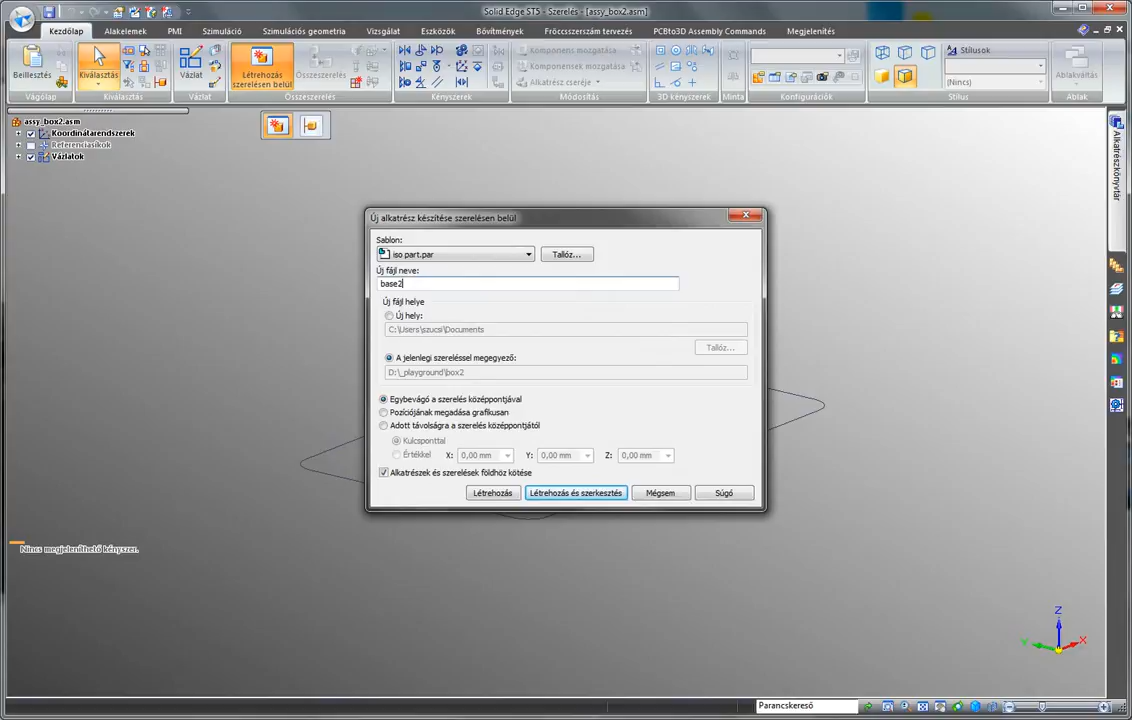 Solid Edge ST5 - Szerelés - [assy_box2.asm]
Kezdőlap
Alakelemek
PMI
Szimuláció
Szimulációs geometria
Vizsgálat
Eszközök
Bővítmények
Fröccsszerszám tervezés
PCBto3D Assembly Commands
Megjelenítés
Beillesztés
Kiválasztás
Vázlat
Létrehozás szerelésen belül
Összeszerelés
Komponens mozgatása
Komponensek mozgatása
Alkatrész cseréje
Stílusok
(Nincs)
Ablakváltás
Vágólap
Kiválasztás
Vázlat
Összeszerelés
Kényszerek
Módosítás
3D kényszerek
Minta
Konfigurációk
Stílus
Ablak
assy_box2.asm
Koordinátarendszerek
Referenciasíkok
Vázlatok
Alkatrészkönyvtár
Új alkatrész készítése szerelésen belül
Sablon:
iso part.par
Tallóz...
Új fájl neve:
base2
Új fájl helye
Új hely:
C:\Users\szucsi\Documents
Tallóz...
A jelenlegi szereléssel megegyező:
D:\_playground\box2
Egybevágó a szerelés középpontjával
Pozíciójának megadása grafikusan
Adott távolságra a szerelés középpontjától
Kulcsponttal
Értékkel
X: 0,00 mm
Y: 0,00 mm
Z: 0,00 mm
Alkatrészek és szerelések földhöz kötése
Létrehozás
Létrehozás és szerkesztés
Mégsem
Súgó
Nincs megjeleníthető kényszer.
Z
Y
X
Parancskereső